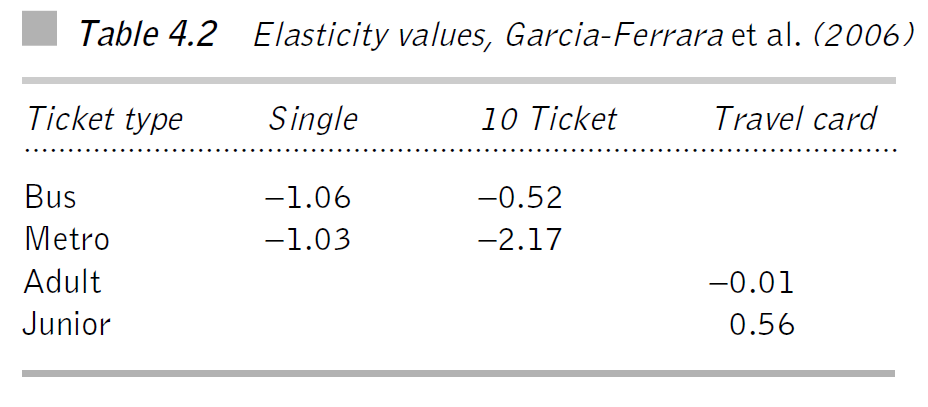 Table 4.2 Elasticity values, Garcia-Ferrara et al. (2006)
Ticket type Single 10 Ticket Travel card
Bus –1.06 –0.52
Metro –1.03 –2.17
Adult –0.01
Junior 0.56